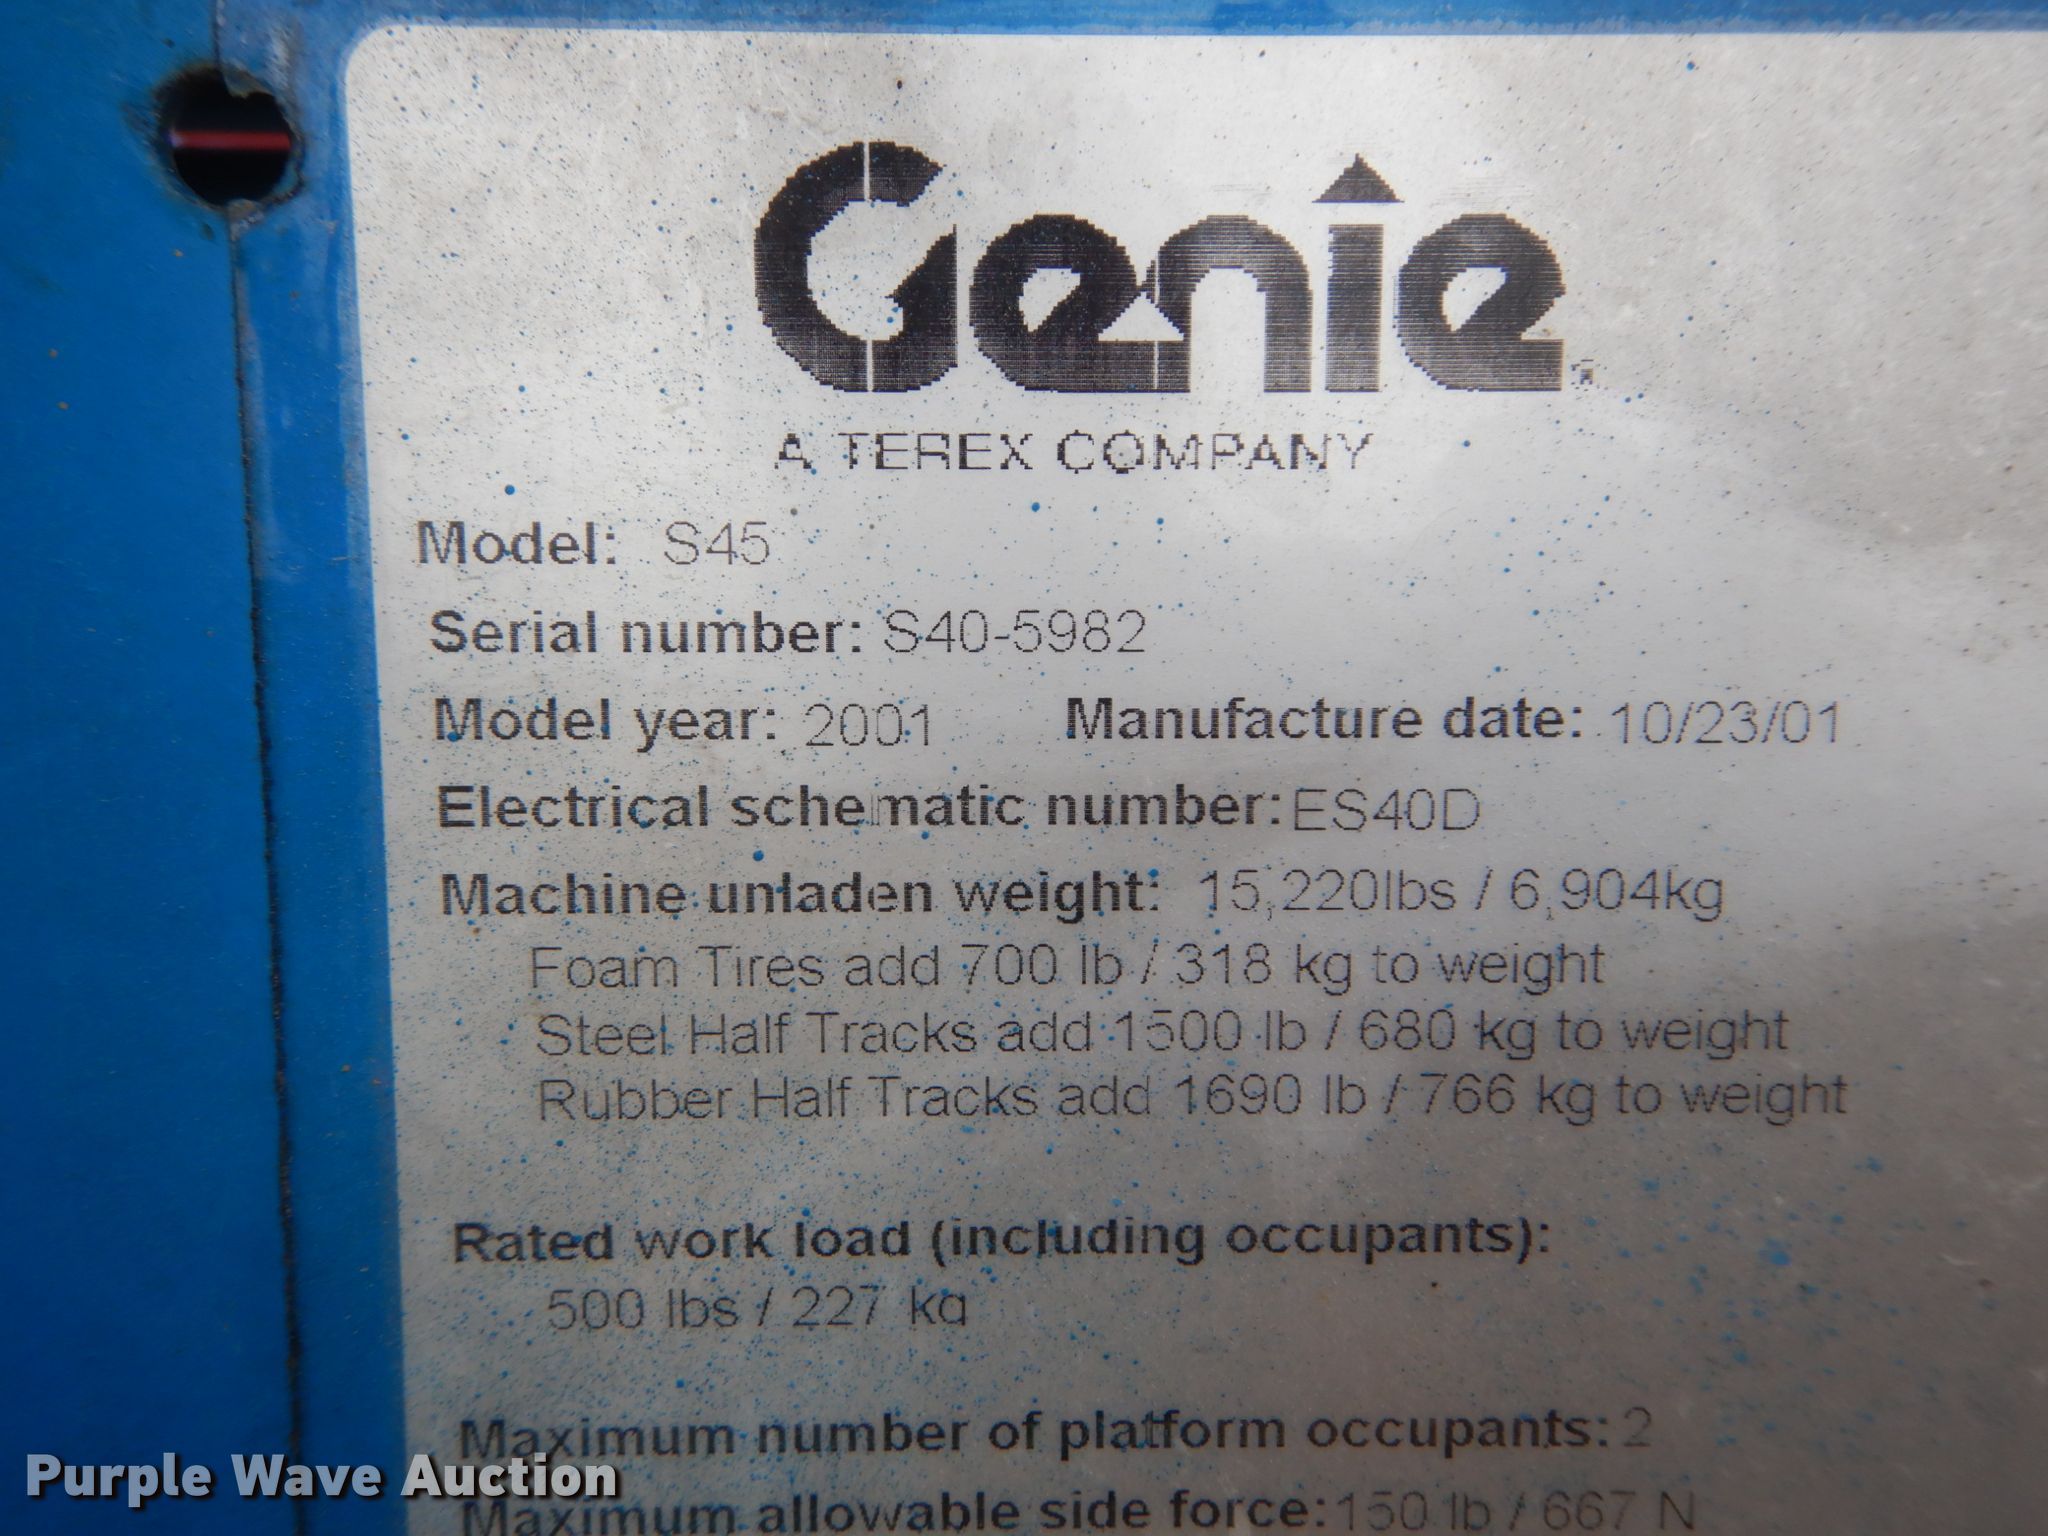 Genie
A TEREX COMPANY
Model: S45
Serial number: S40-5982
Model year: 2001 Manufacture date: 10/23/01
Electrical schematic number: ES40D
Machine unladen weight: 15,220lbs / 6,904kg
Foam Tires add 700 lb / 318 kg to weight
Steel Half Tracks add 1500 lb / 680 kg to weight
Rubber Half Tracks add 1690 lb / 766 kg to weight
Rated work load (including occupants):
500 lbs / 227 kg
Maximum number of platform occupants: 2
Maximum allowable side force: 150 lb / 667 N
Purple Wave Auction